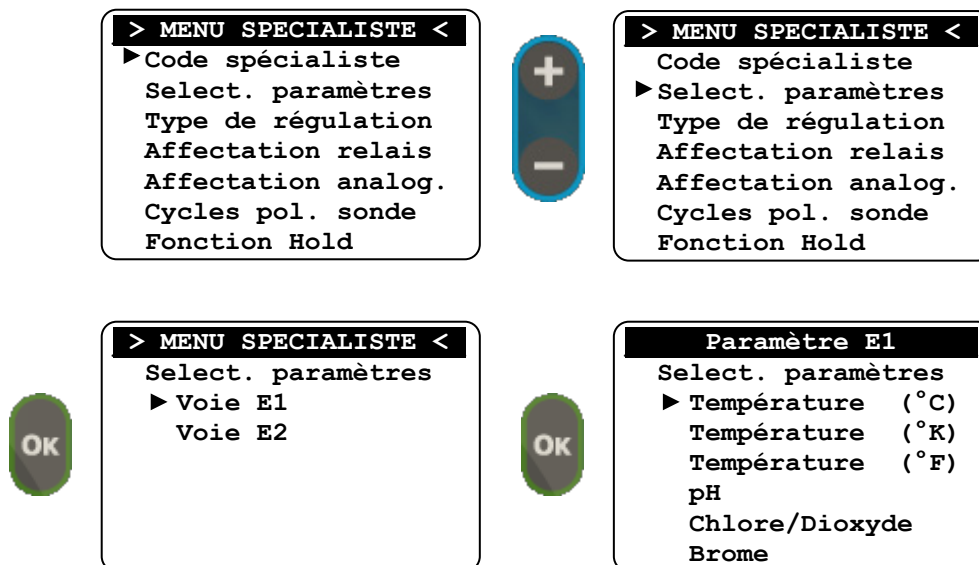 > MENU SPECIALISTE <
►Code spécialiste
Select. paramètres
Type de régulation
Affectation relais
Affectation analog.
Cycles pol. sonde
Fonction Hold
+
−
> MENU SPECIALISTE <
Code spécialiste
►Select. paramètres
Type de régulation
Affectation relais
Affectation analog.
Cycles pol. sonde
Fonction Hold
OK
> MENU SPECIALISTE <
Select. paramètres
► Voie E1
Voie E2
OK
Paramètre E1
Select. paramètres
► Température (°C)
Température (°K)
Température (°F)
pH
Chlore/Dioxyde
Brome